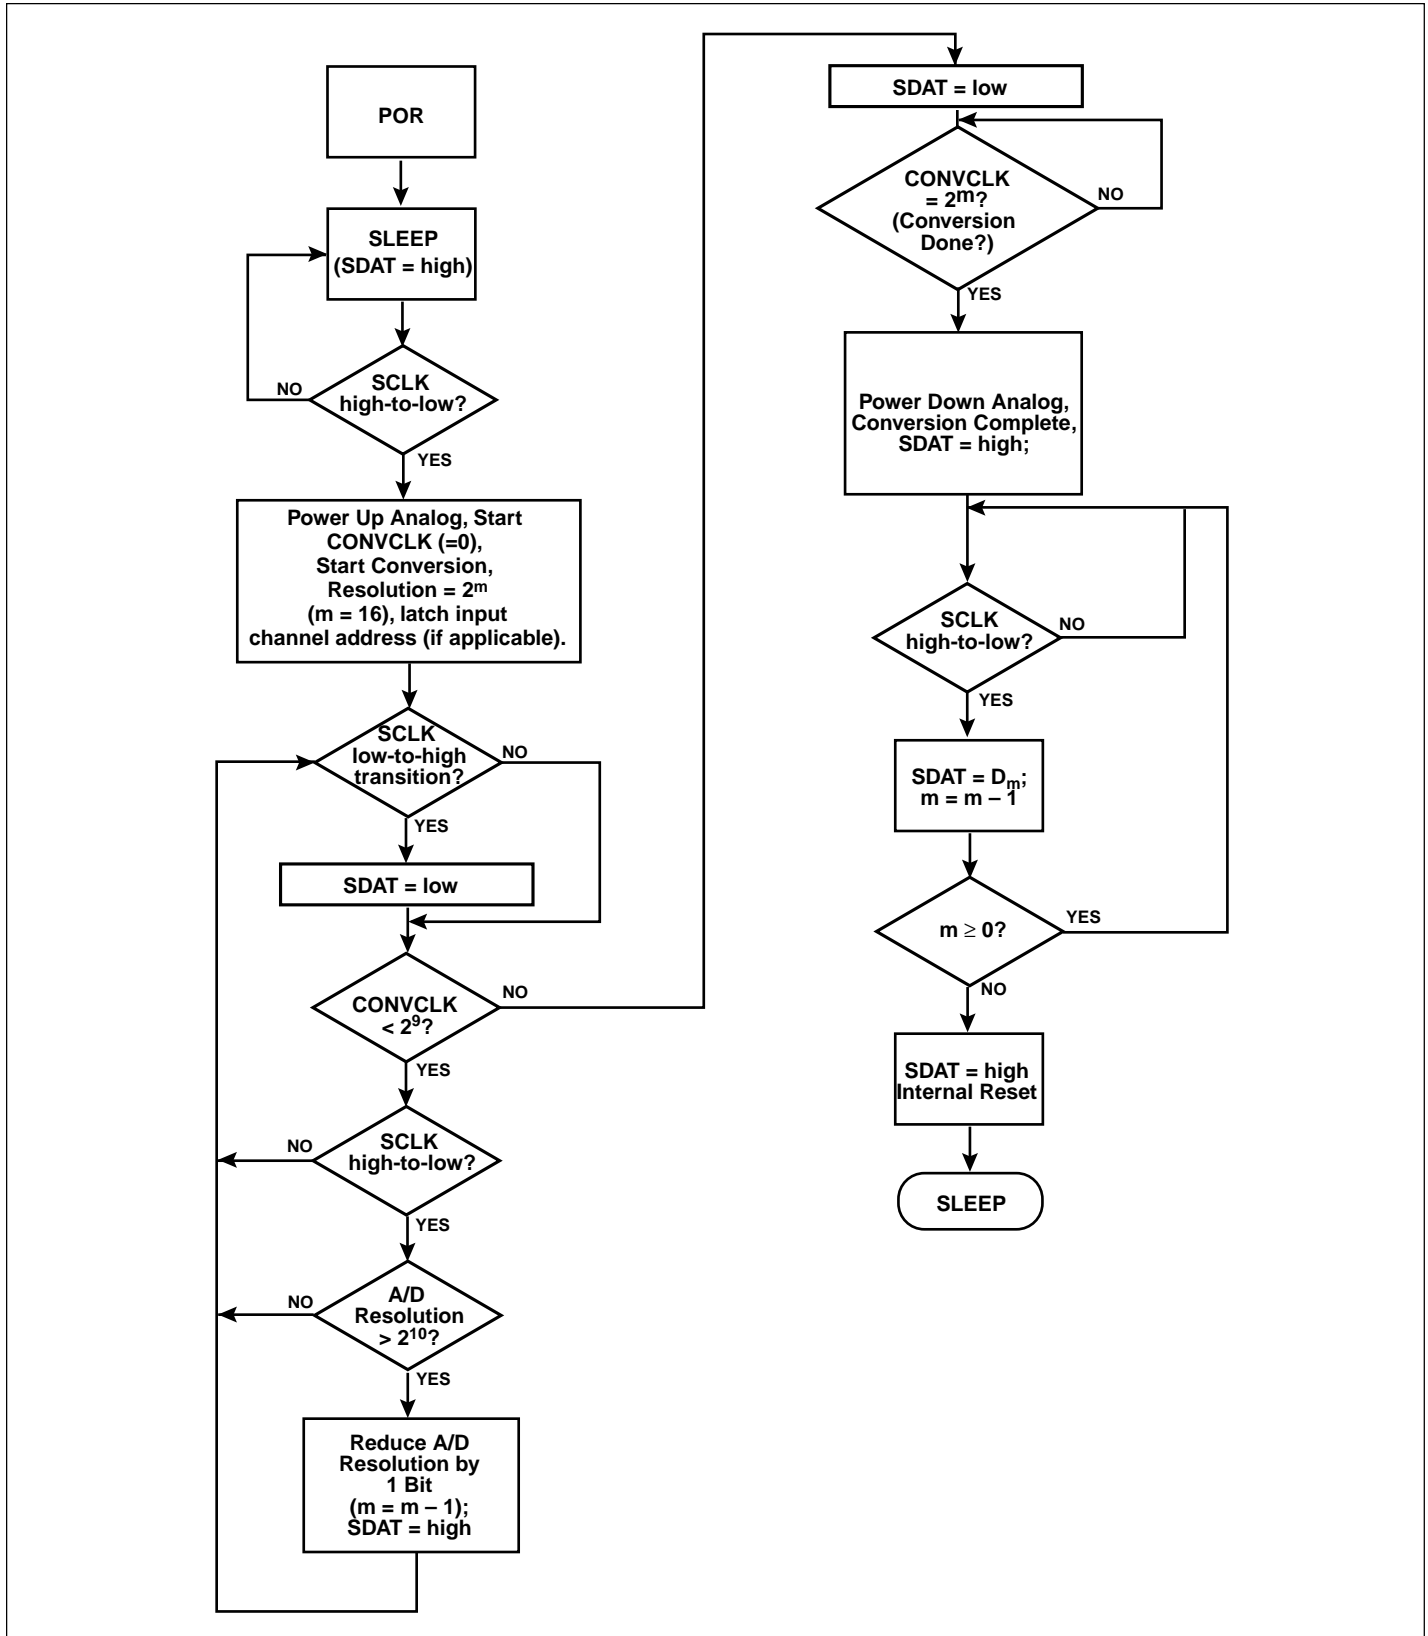 POR
SLEEP
(SDAT = high)
SCLK
high-to-low?
NO
YES
Power Up Analog, Start
CONVCLK (=0),
Start Conversion,
Resolution = 2ᵐ
(m = 16), latch input
channel address (if applicable).
SCLK
low-to-high
transition?
NO
YES
SDAT = low
CONVCLK
< 2⁹?
NO
YES
SCLK
high-to-low?
NO
YES
A/D
Resolution
> 2¹⁰?
NO
YES
Reduce A/D
Resolution by
1 Bit
(m = m – 1);
SDAT = high
SDAT = low
CONVCLK
= 2ᵐ?
(Conversion
Done?)
NO
YES
Power Down Analog,
Conversion Complete,
SDAT = high;
SCLK
high-to-low?
NO
YES
SDAT = Dₘ;
m = m – 1
m ≥ 0?
YES
NO
SDAT = high
Internal Reset
SLEEP